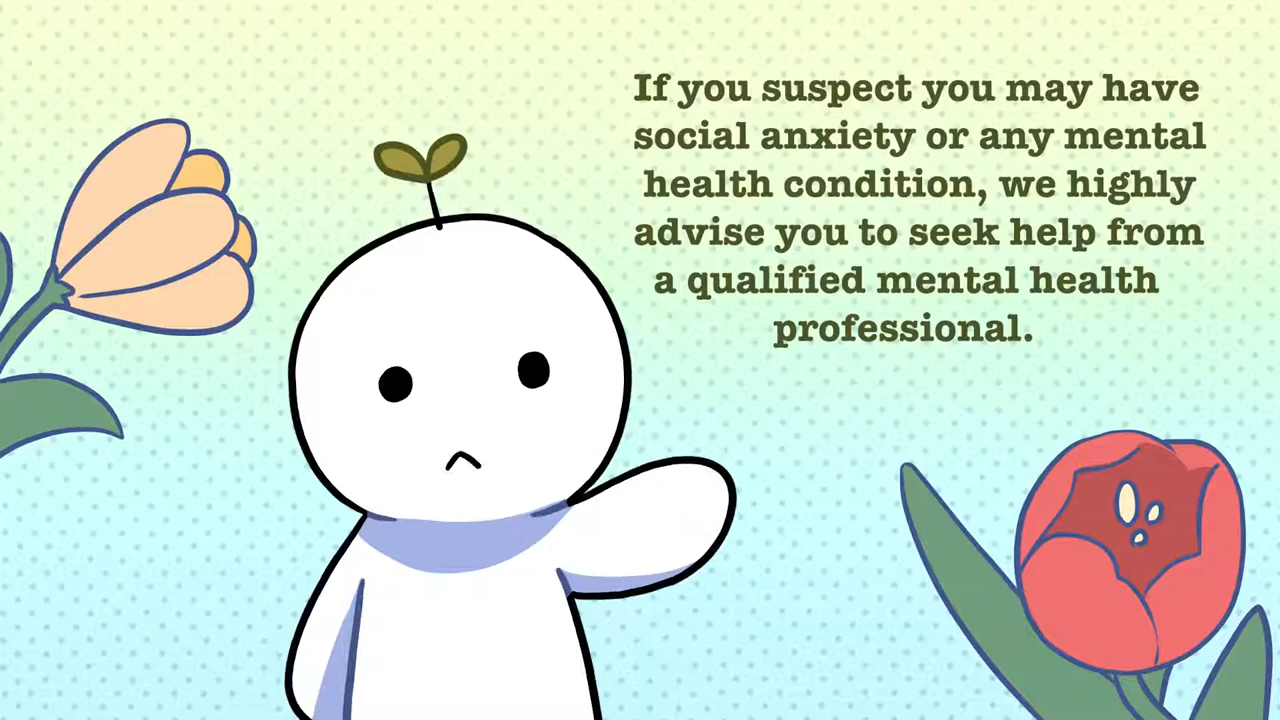 If you suspect you may have
social anxiety or any mental
health condition, we highly
advise you to seek help from
a qualified mental health
professional.